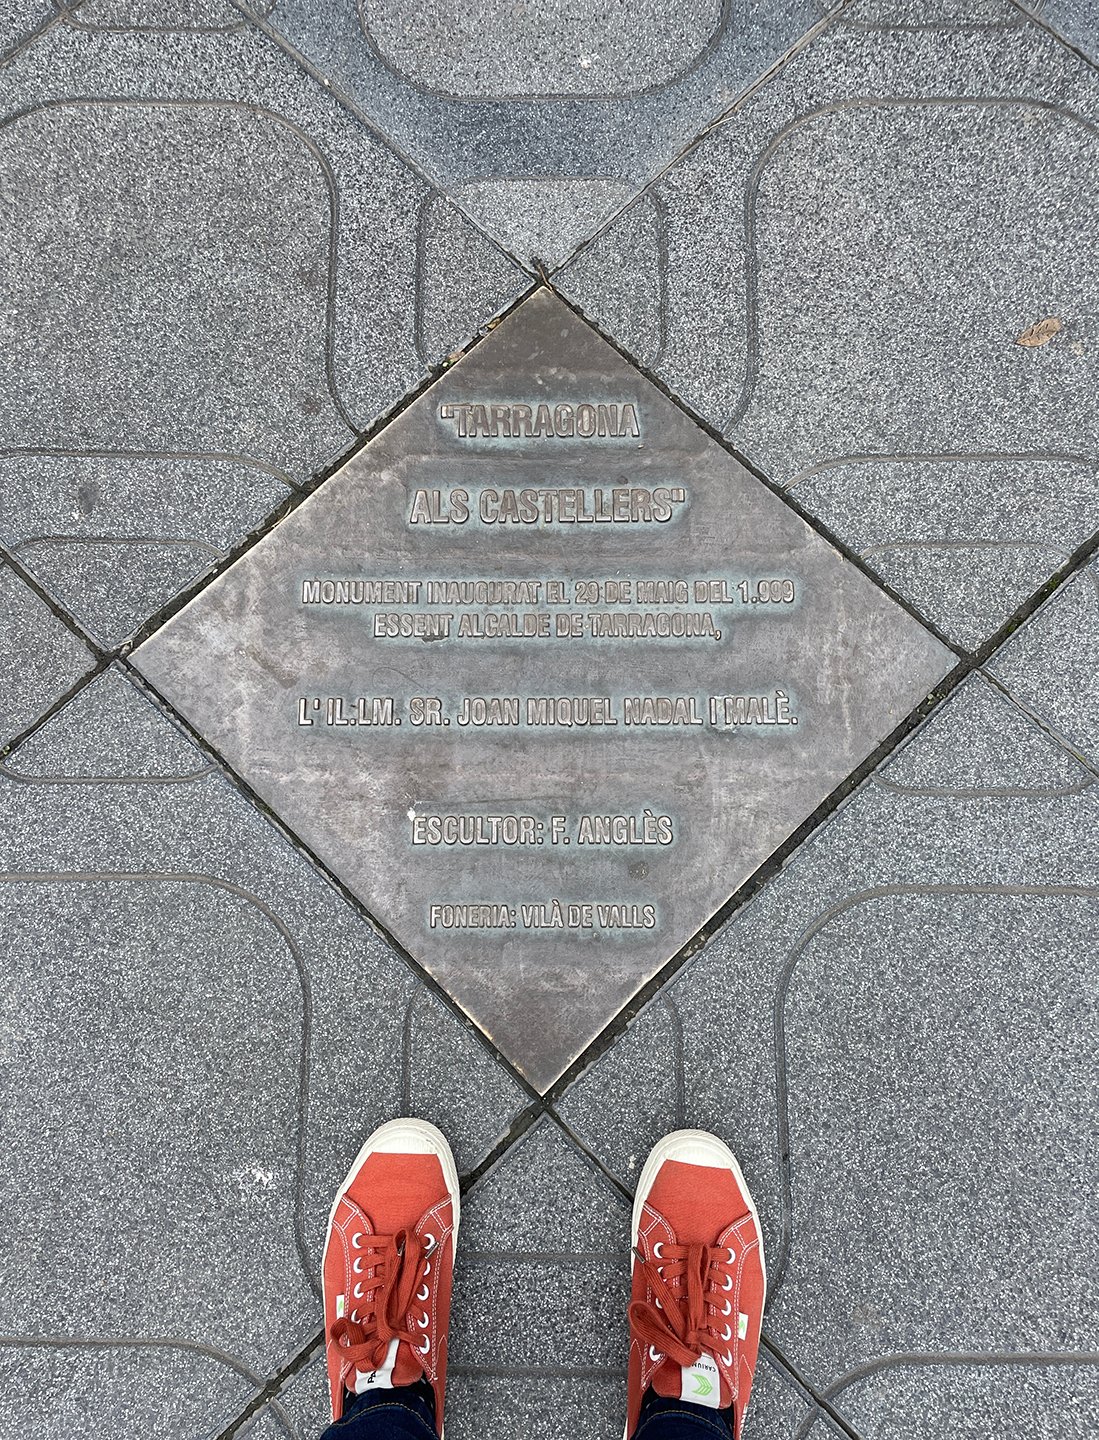 "TARRAGONA
ALS CASTELLERS"
MONUMENT INAUGURAT EL 29 DE MAIG DEL 1.999
ESSENT ALCALDE DE TARRAGONA,
L' IL.LM. SR. JOAN MIQUEL NADAL I MALÈ.
ESCULTOR: F. ANGLÈS
FONERIA: VILÀ DE VALLS